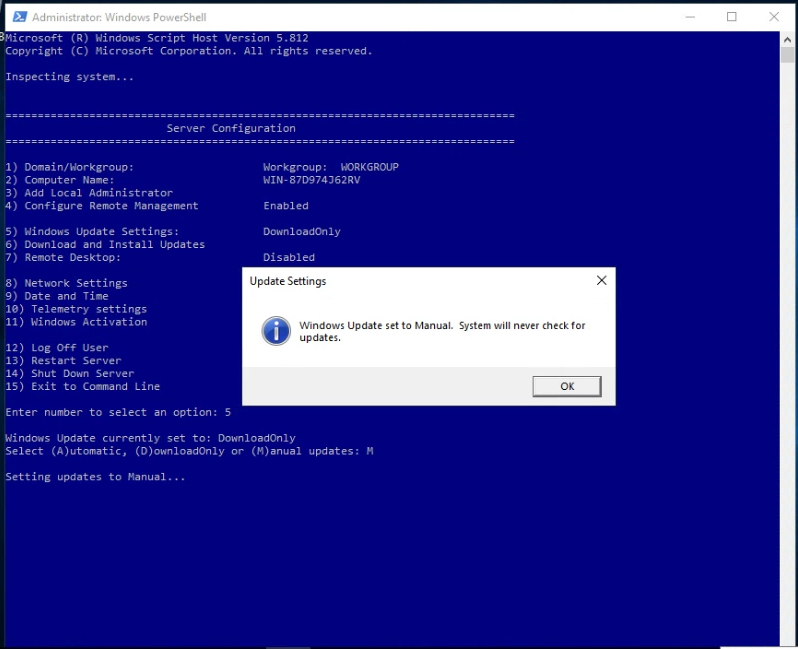 Administrator: Windows PowerShell
Microsoft (R) Windows Script Host Version 5.812
Copyright (C) Microsoft Corporation. All rights reserved.
Inspecting system...
===============================================================================
Server Configuration
===============================================================================
1) Domain/Workgroup: Workgroup: WORKGROUP
2) Computer Name: WIN-87D974J62RV
3) Add Local Administrator
4) Configure Remote Management Enabled
5) Windows Update Settings: DownloadOnly
6) Download and Install Updates
7) Remote Desktop: Disabled
8) Network Settings
9) Date and Time
10) Telemetry settings
11) Windows Activation
12) Log Off User
13) Restart Server
14) Shut Down Server
15) Exit to Command Line
Enter number to select an option: 5
Windows Update currently set to: DownloadOnly
Select (A)utomatic, (D)ownloadOnly or (M)anual updates: M
Setting updates to Manual...
Update Settings
Windows Update set to Manual. System will never check for
updates.
OK